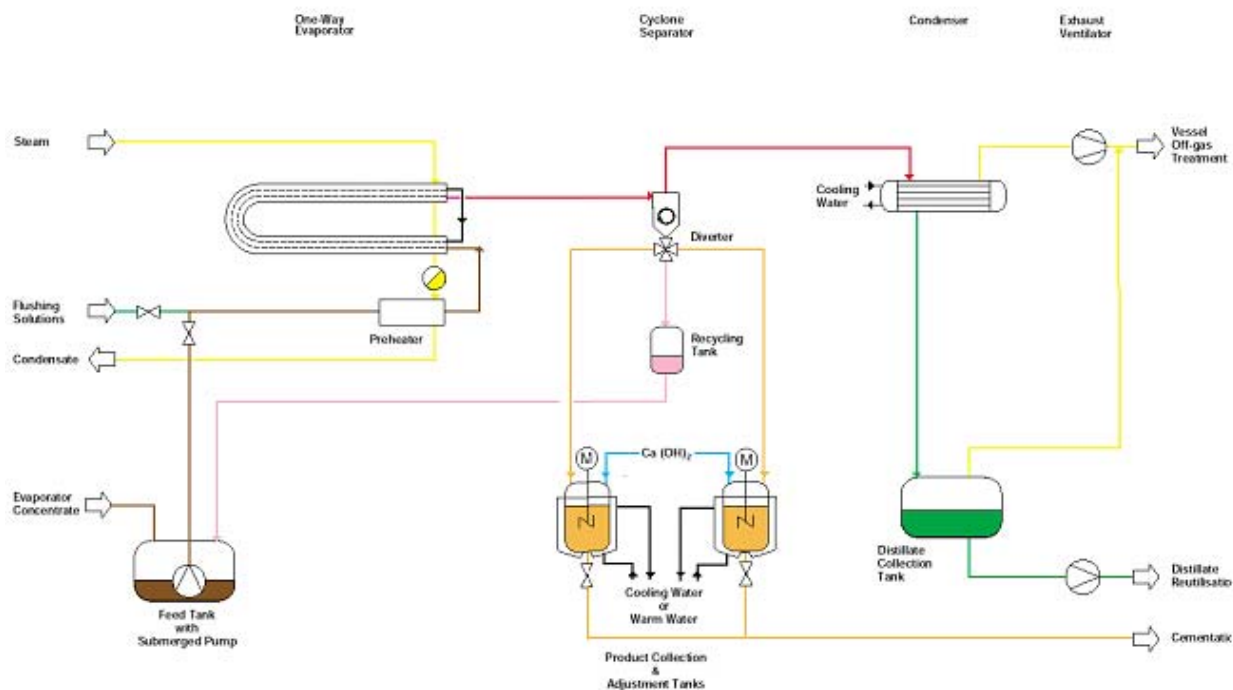 One-Way
Evaporator
Cyclone
Separator
Condenser
Exhaust
Ventilator
Steam
Vessel
Off-gas
Treatment
Cooling
Water
Diverter
Flushing
Solutions
Preheater
Recycling
Tank
Condensate
M
Ca (OH)2
M
Evaporator
Concentrate
Distillate
Collection
Tank
Distillate
Reutilisatio
Cooling Water
or
Warm Water
Feed Tank
with
Submerged Pump
Cementatic
Product Collection
&
Adjustment Tanks